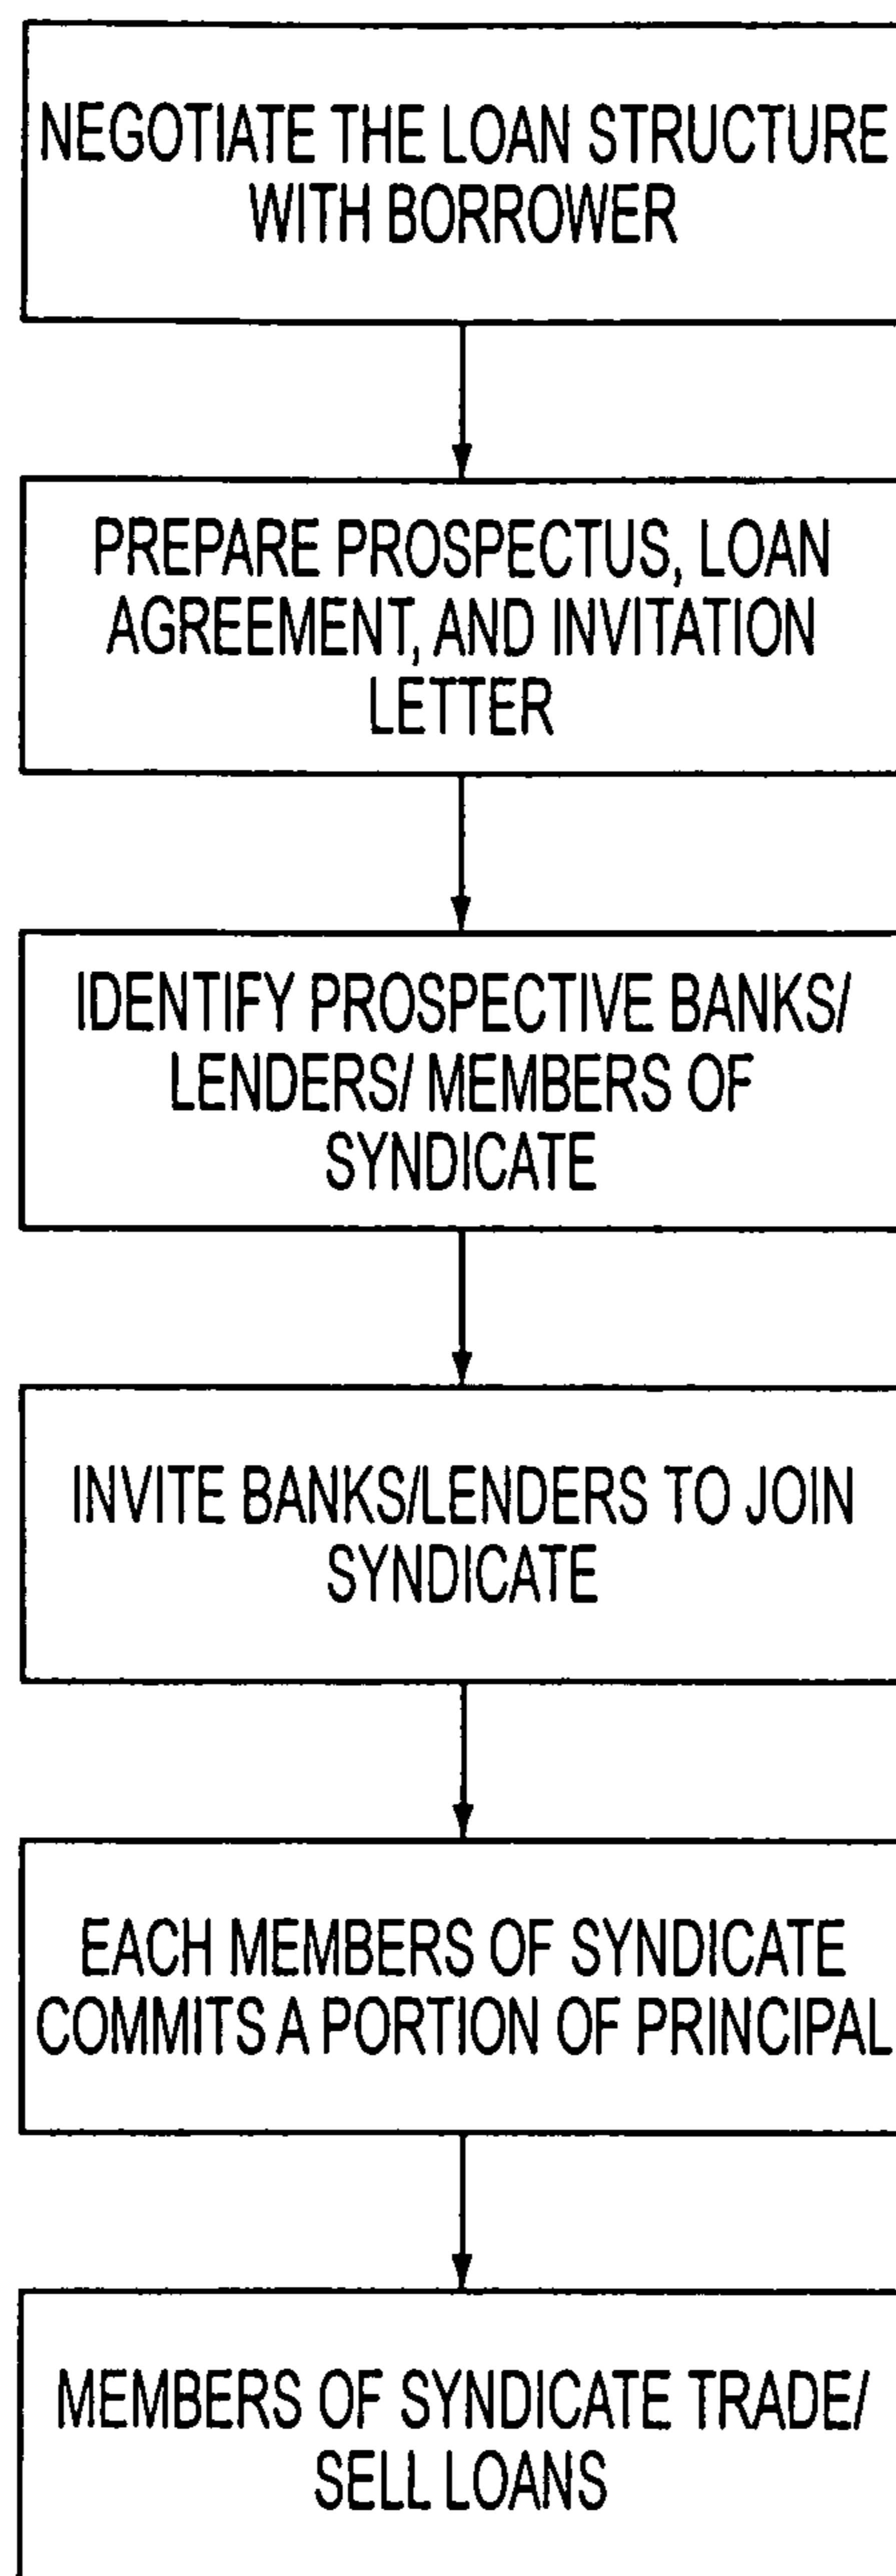 NEGOTIATE THE LOAN STRUCTURE
WITH BORROWER
PREPARE PROSPECTUS, LOAN
AGREEMENT, AND INVITATION
LETTER
IDENTIFY PROSPECTIVE BANKS/
LENDERS/ MEMBERS OF
SYNDICATE
INVITE BANKS/LENDERS TO JOIN
SYNDICATE
EACH MEMBERS OF SYNDICATE
COMMITS A PORTION OF PRINCIPAL
MEMBERS OF SYNDICATE TRADE/
SELL LOANS